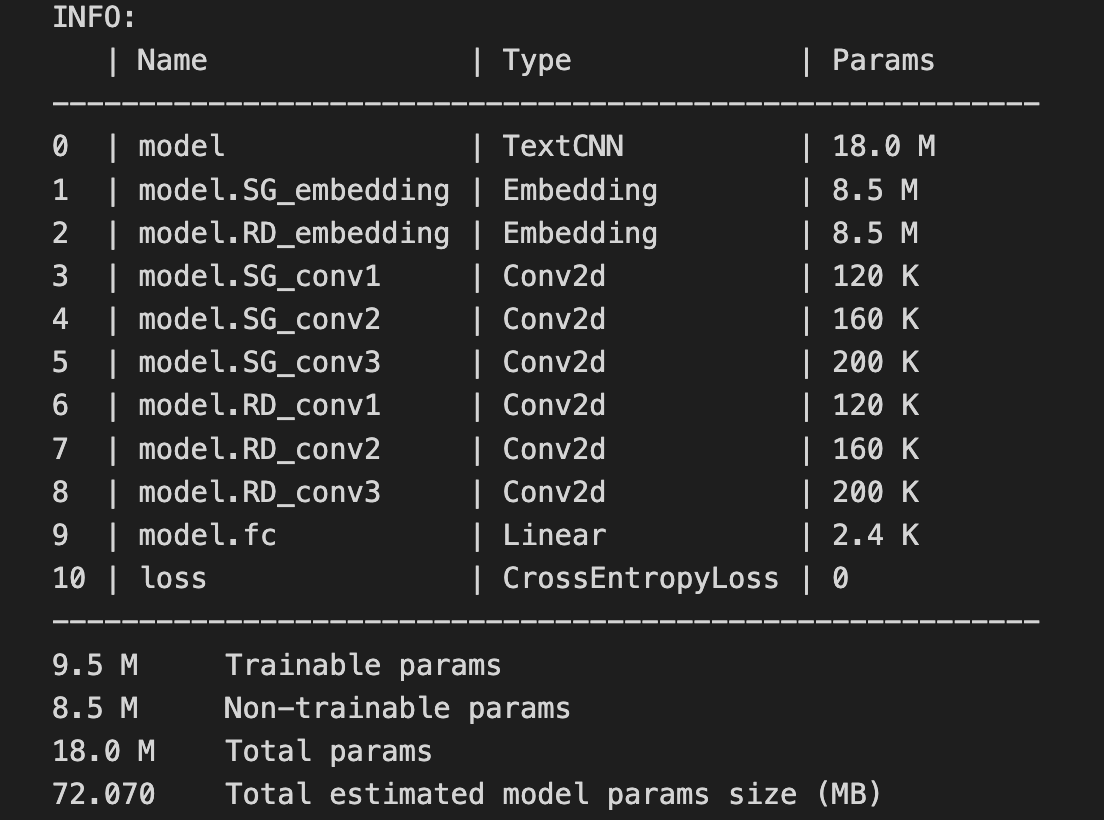 INFO:
   | Name               | Type             | Params
---------------------------------------------------------
0  | model              | TextCNN          | 18.0 M
1  | model.SG_embedding | Embedding        | 8.5 M
2  | model.RD_embedding | Embedding        | 8.5 M
3  | model.SG_conv1     | Conv2d           | 120 K
4  | model.SG_conv2     | Conv2d           | 160 K
5  | model.SG_conv3     | Conv2d           | 200 K
6  | model.RD_conv1     | Conv2d           | 120 K
7  | model.RD_conv2     | Conv2d           | 160 K
8  | model.RD_conv3     | Conv2d           | 200 K
9  | model.fc           | Linear           | 2.4 K
10 | loss               | CrossEntropyLoss | 0
---------------------------------------------------------
9.5 M     Trainable params
8.5 M     Non-trainable params
18.0 M    Total params
72.070    Total estimated model params size (MB)